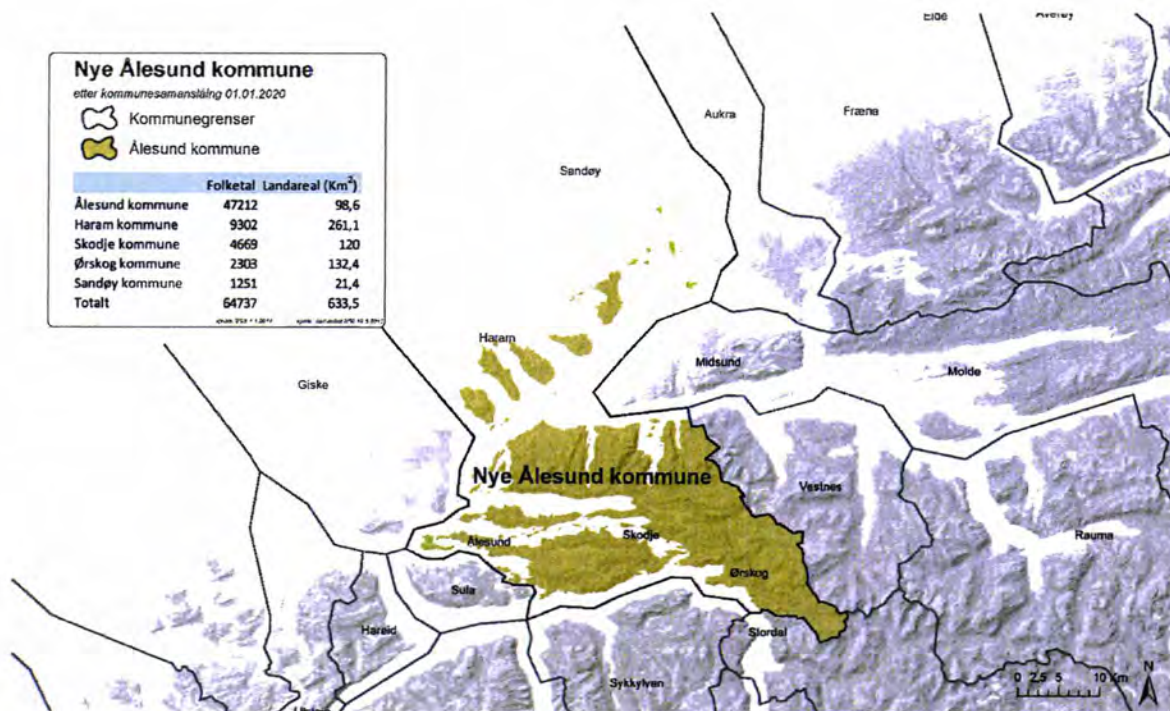 Nye Ålesund kommune
etter kommunesamanslåing 01.01.2020
Kommunegrenser
Ålesund kommune
Folketal Landareal (Km²)
Ålesund kommune 47212 98,6
Haram kommune 9302 261,1
Skodje kommune 4669 120
Ørskog kommune 2303 132,4
Sandøy kommune 1251 21,4
Totalt 64737 633,5
Averøy
Aukra
Fræna
Sandøy
Haram
Midsund
Molde
Giske
Nye Ålesund kommune
Vestnes
Ålesund
Skodje
Rauma
Ørskog
Sula
Hareid
Stordal
Sykkylven
0 2,5 5 10 Km
N